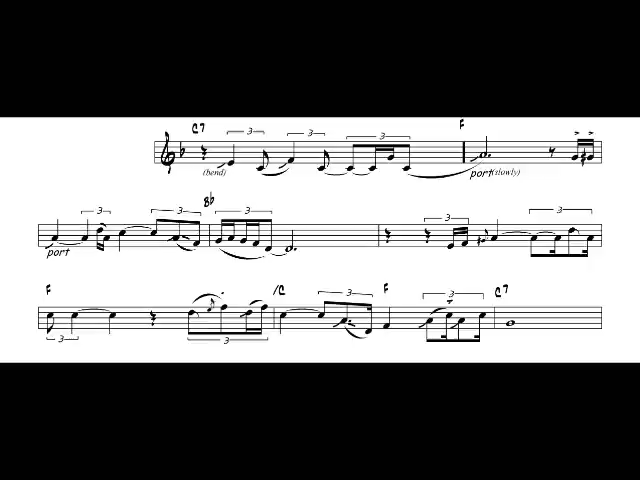 C7 3 3 3 F
(bend) port(slowly)
3 3 Bb 3 3
port
F 3 /C 3 F 3 C7
3 3